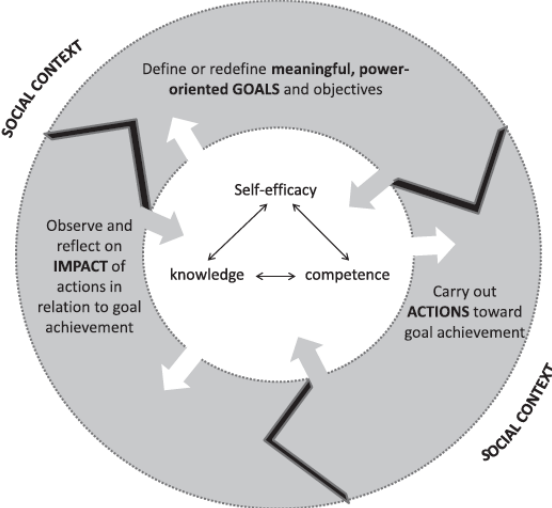 SOCIAL CONTEXT
Define or redefine meaningful, power-
oriented GOALS and objectives
Self-efficacy
knowledge
competence
Observe and
reflect on
IMPACT of
actions in
relation to goal
achievement
Carry out
ACTIONS toward
goal achievement
SOCIAL CONTEXT